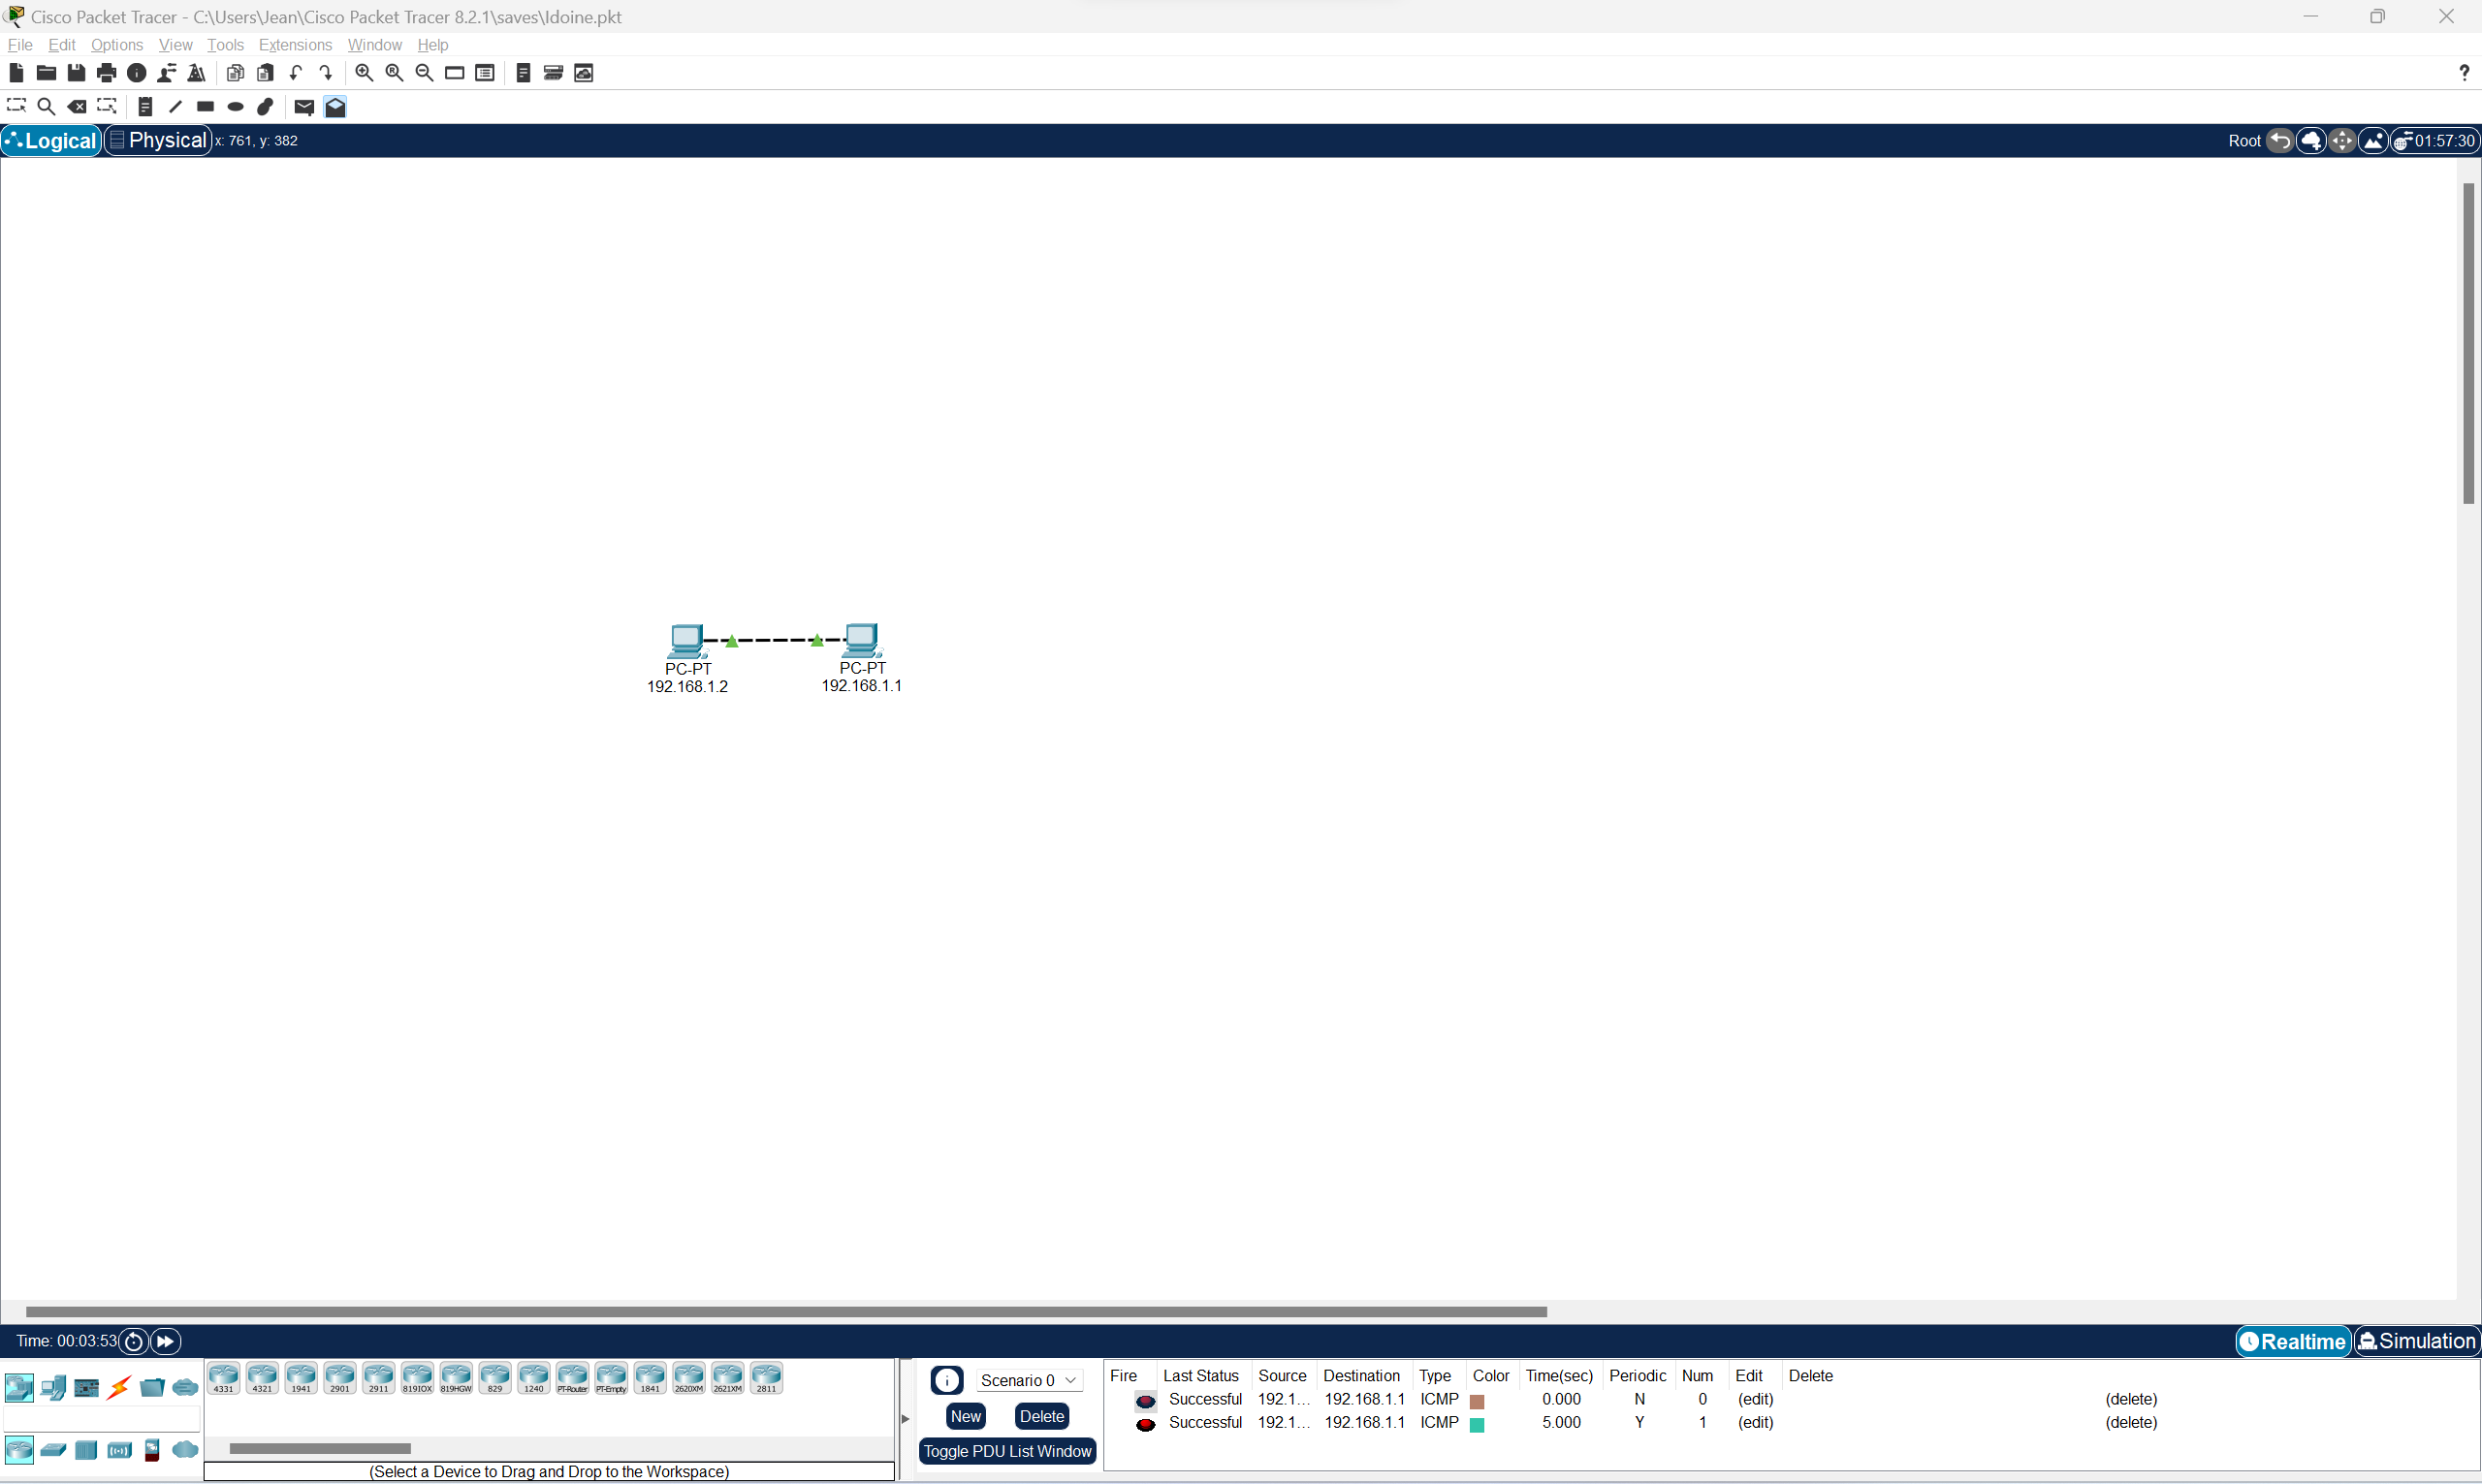 Cisco Packet Tracer - C:\Users\Jean\Cisco Packet Tracer 8.2.1\saves\Idoine.pkt
File Edit Options View Tools Extensions Window Help
?
Logical Physical x: 761, y: 382 Root 01:57:30
PC-PT
192.168.1.2
PC-PT
192.168.1.1
Time: 00:03:53 Realtime Simulation
4331 4321 1941 2901 2911 819IOX 819HGW 829 1240 PT-Router PT-Empty 1841 2620XM 2621XM 2811
(Select a Device to Drag and Drop to the Workspace)
Scenario 0
New Delete
Toggle PDU List Window
Fire Last Status Source Destination Type Color Time(sec) Periodic Num Edit Delete
Successful 192.1... 192.168.1.1 ICMP 0.000 N 0 (edit) (delete)
Successful 192.1... 192.168.1.1 ICMP 5.000 Y 1 (edit) (delete)